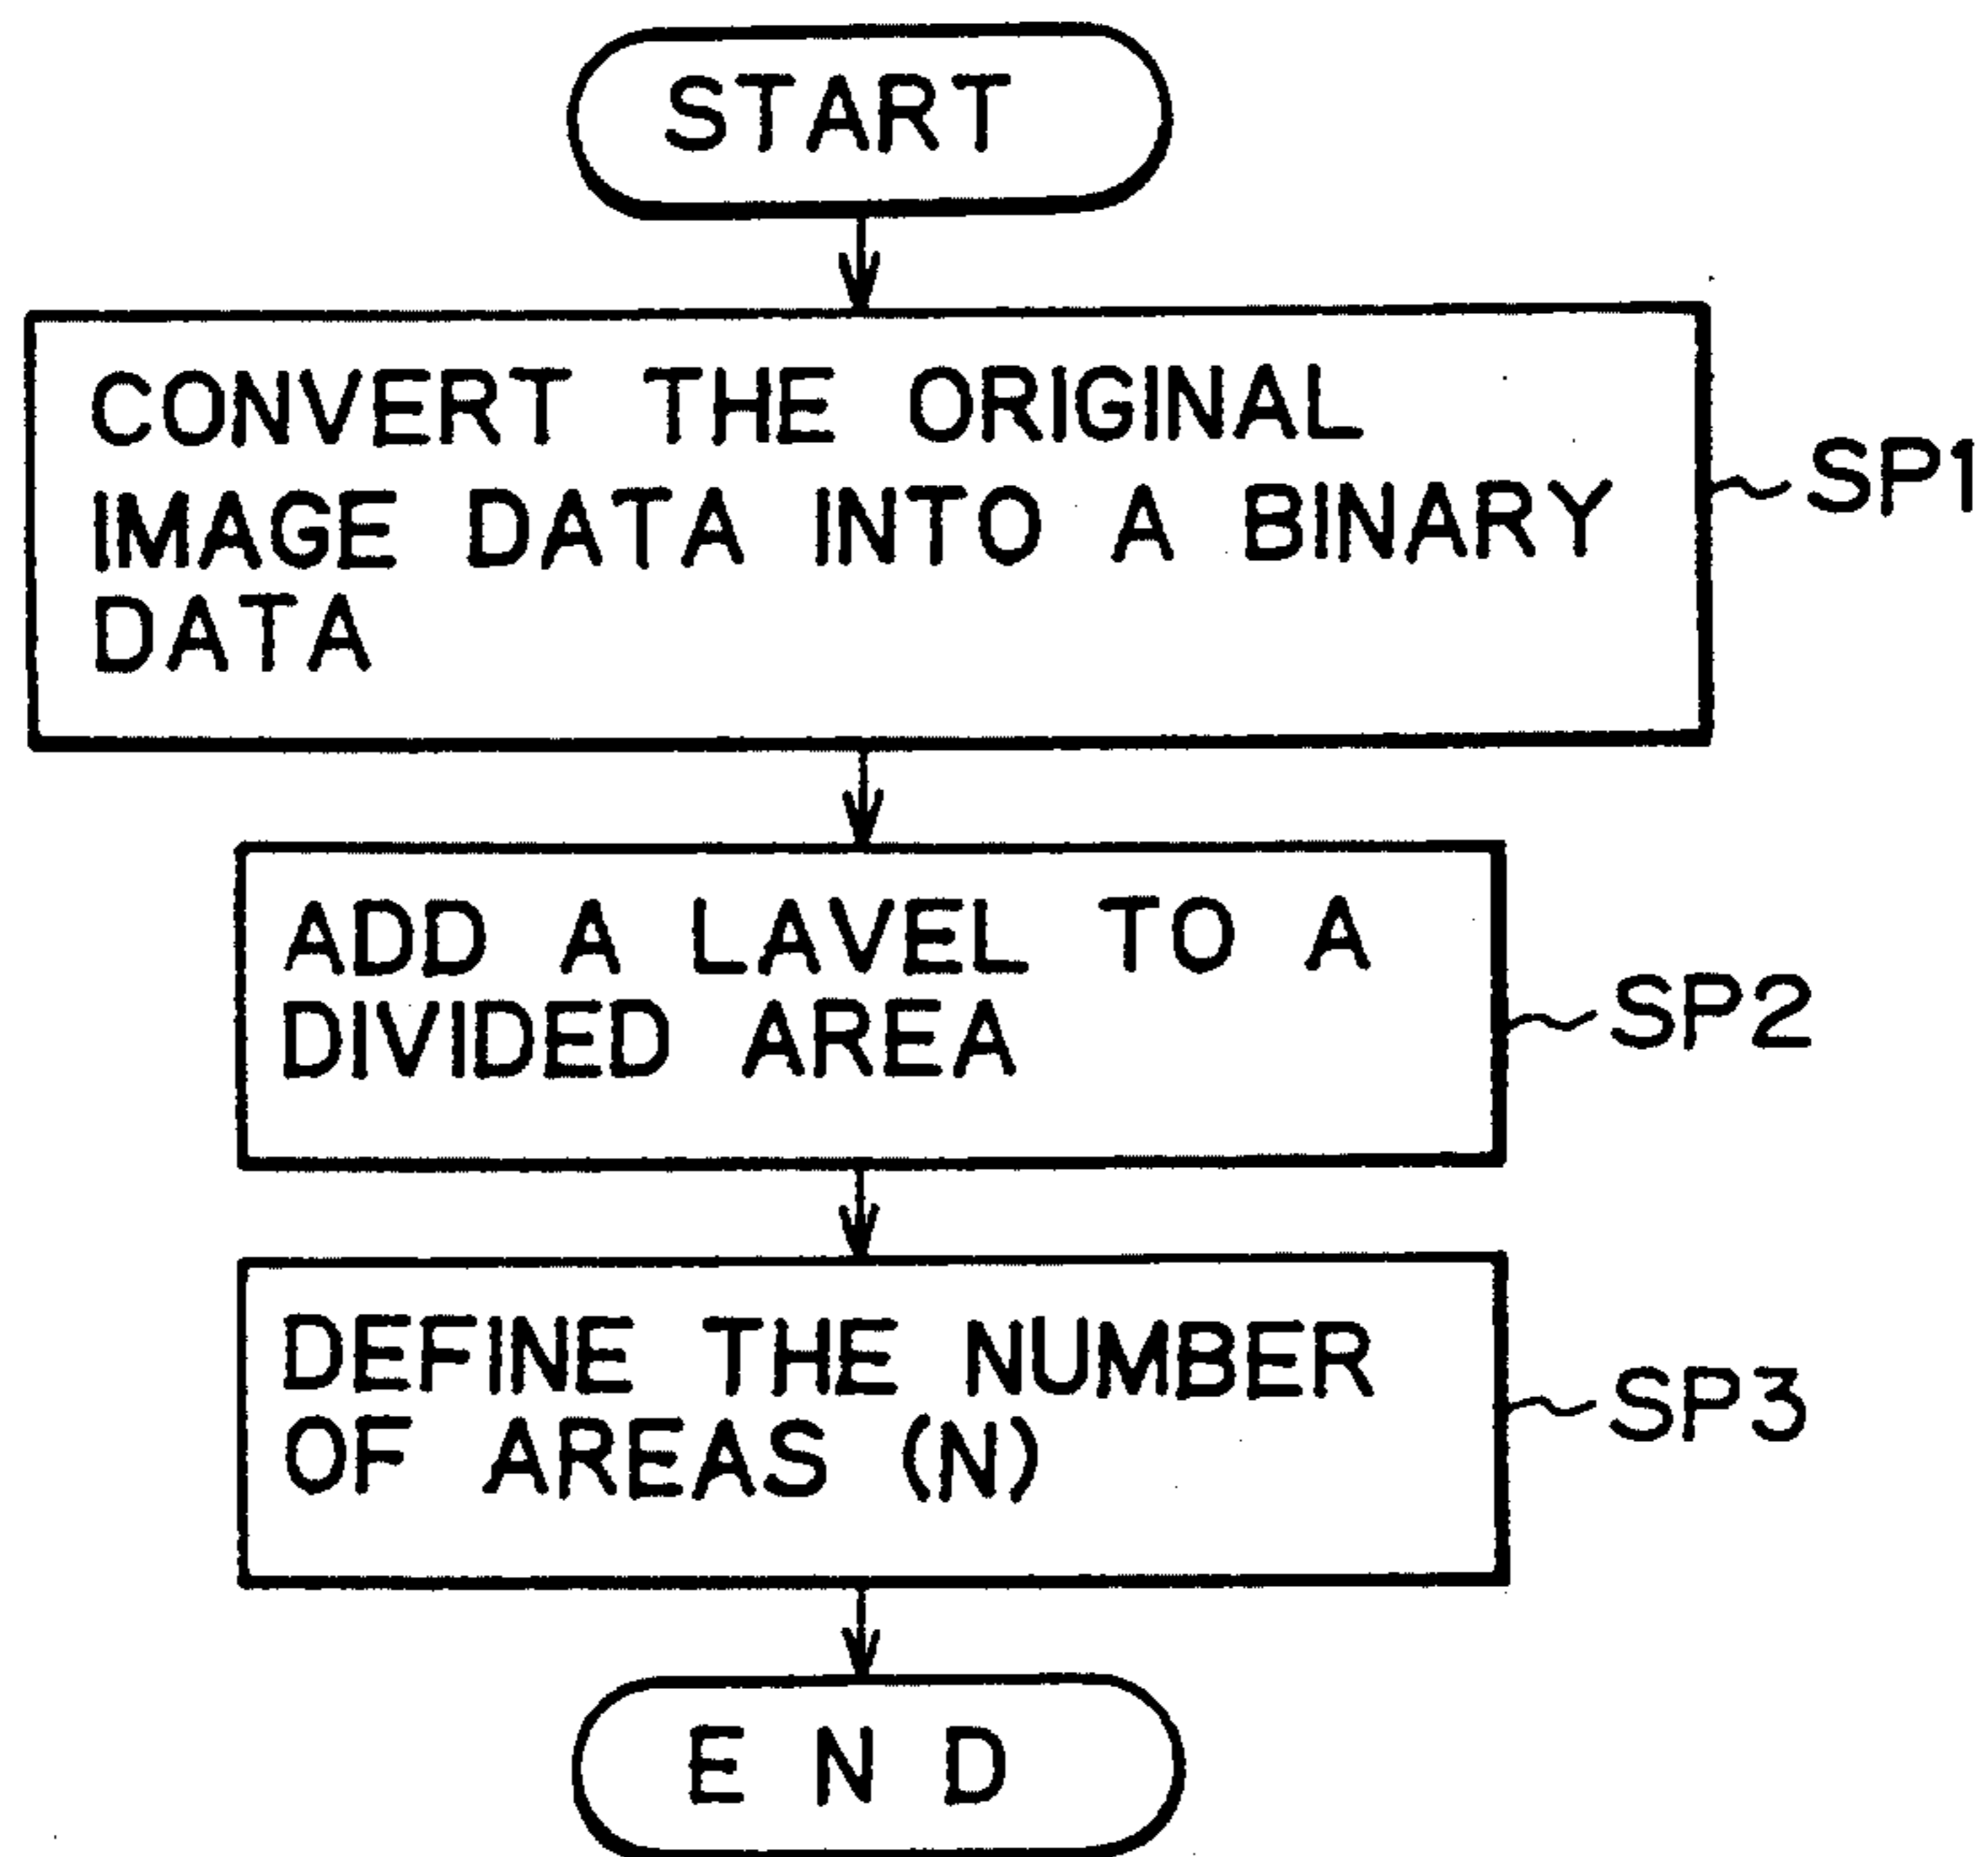 START
CONVERT THE ORIGINAL
IMAGE DATA INTO A BINARY
DATA
SP1
ADD A LAVEL TO A
DIVIDED AREA
SP2
DEFINE THE NUMBER
OF AREAS (N)
SP3
END